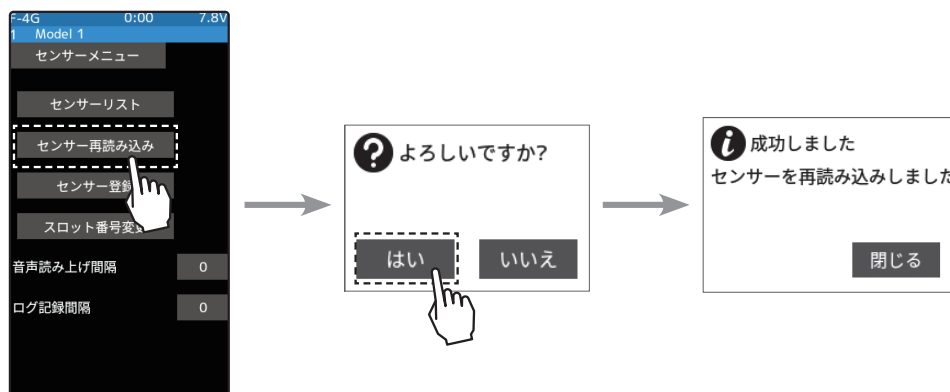 F-4G 0:00 7.8V
1 Model 1
センサーメニュー
センサーリスト
センサー再読み込み
センサー登録
スロット番号変更
音声読み上げ間隔 0
ログ記録間隔 0
よろしいですか?
はい いいえ
成功しました
センサーを再読み込みしました
閉じる